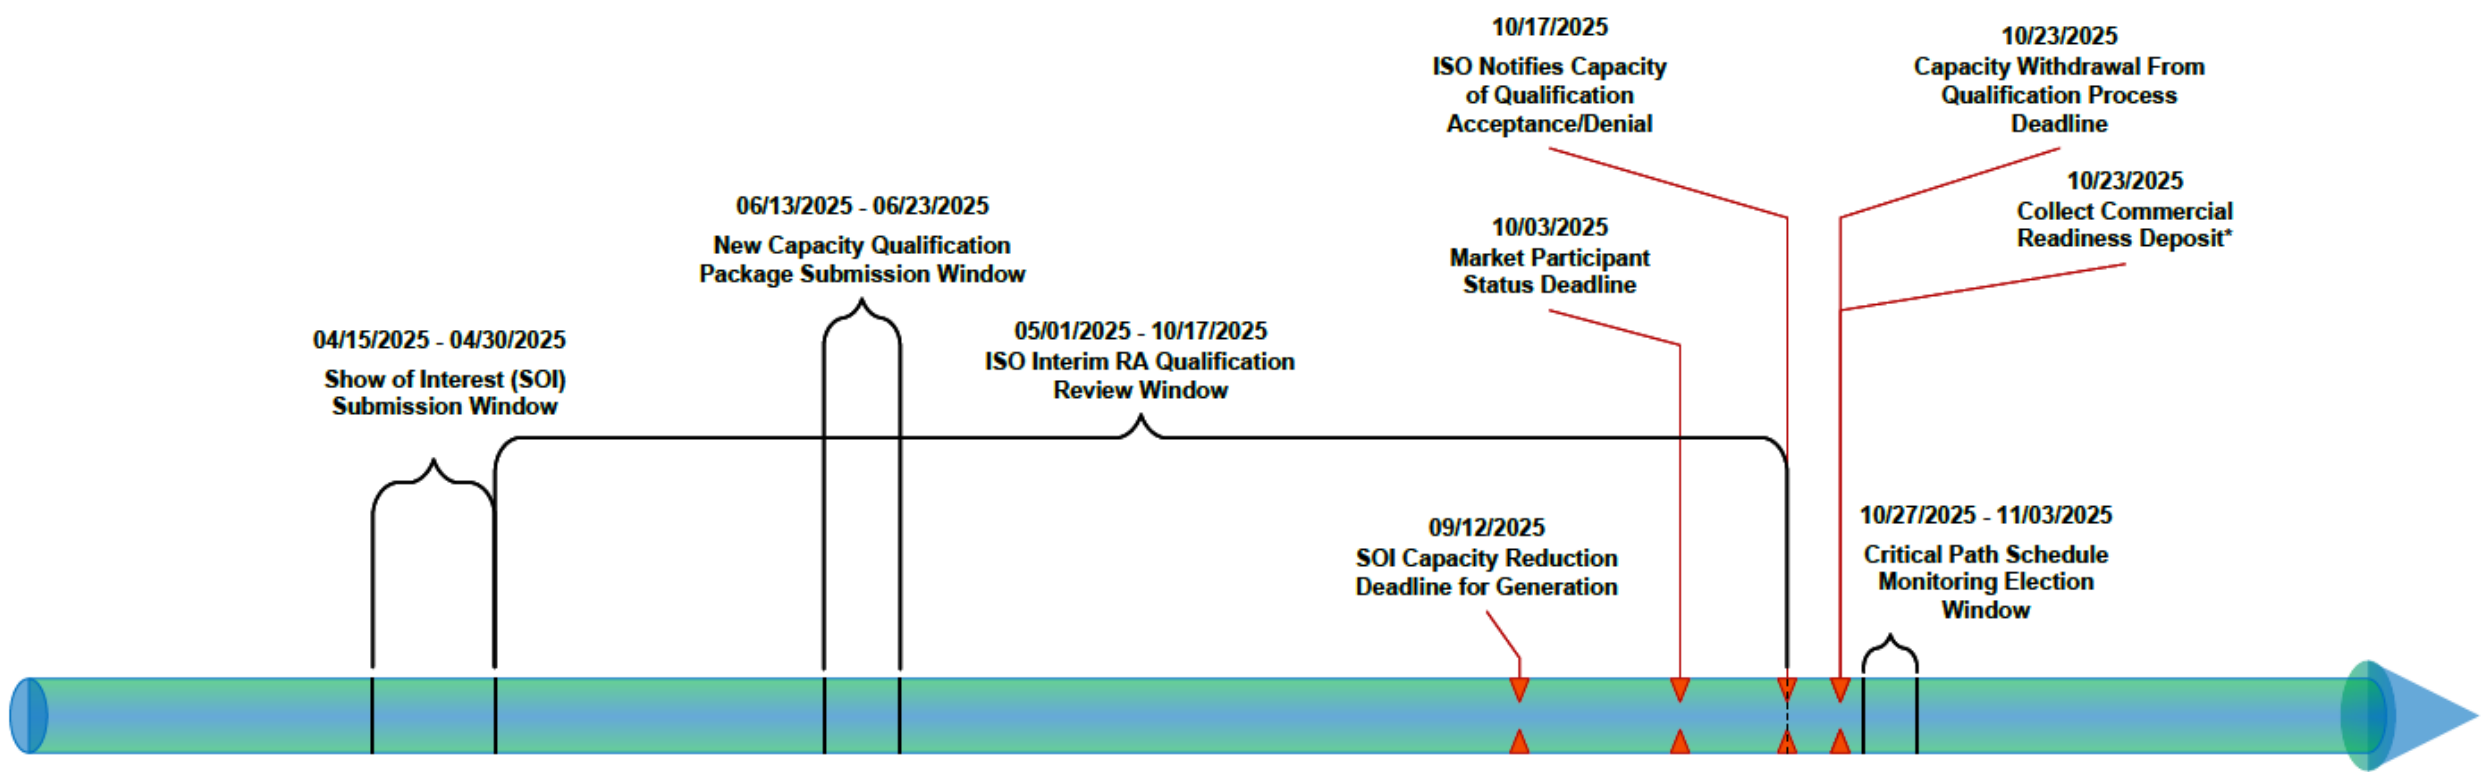 10/17/2025
ISO Notifies Capacity
of Qualification
Acceptance/Denial
10/23/2025
Capacity Withdrawal From
Qualification Process
Deadline
10/23/2025
Collect Commercial
Readiness Deposit*
06/13/2025 - 06/23/2025
New Capacity Qualification
Package Submission Window
10/03/2025
Market Participant
Status Deadline
04/15/2025 - 04/30/2025
Show of Interest (SOI)
Submission Window
05/01/2025 - 10/17/2025
ISO Interim RA Qualification
Review Window
09/12/2025
SOI Capacity Reduction
Deadline for Generation
10/27/2025 - 11/03/2025
Critical Path Schedule
Monitoring Election
Window